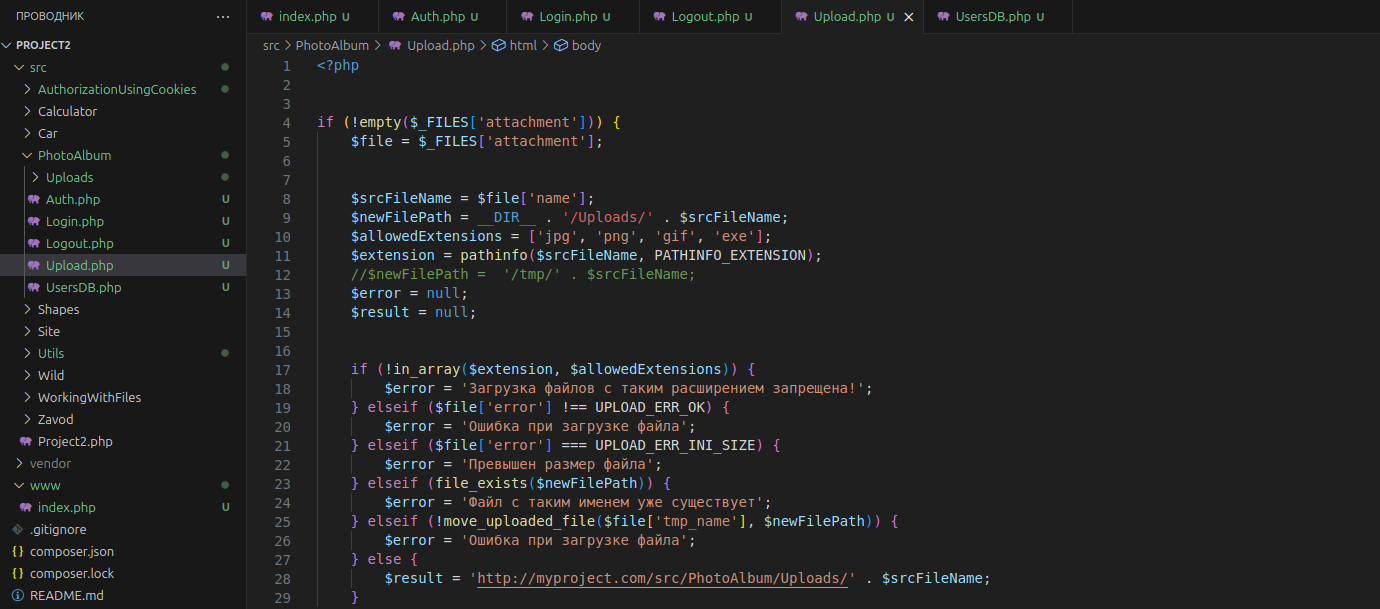 ПРОВОДНИК ···
PROJECT2
src
AuthorizationUsingCookies
Calculator
Car
PhotoAlbum
Uploads
Auth.php U
Login.php U
Logout.php U
Upload.php U
UsersDB.php U
Shapes
Site
Utils
Wild
WorkingWithFiles
Zavod
Project2.php
vendor
www
index.php U
.gitignore
composer.json
composer.lock
README.md
index.php U Auth.php U Login.php U Logout.php U Upload.php U UsersDB.php U
src > PhotoAlbum > Upload.php > html > body
1 <?php
2
3
4 if (!empty($_FILES['attachment'])) {
5 $file = $_FILES['attachment'];
6
7
8 $srcFileName = $file['name'];
9 $newFilePath = __DIR__ . '/Uploads/' . $srcFileName;
10 $allowedExtensions = ['jpg', 'png', 'gif', 'exe'];
11 $extension = pathinfo($srcFileName, PATHINFO_EXTENSION);
12 //$newFilePath =  '/tmp/' . $srcFileName;
13 $error = null;
14 $result = null;
15
16
17 if (!in_array($extension, $allowedExtensions)) {
18 $error = 'Загрузка файлов с таким расширением запрещена!';
19 } elseif ($file['error'] !== UPLOAD_ERR_OK) {
20 $error = 'Ошибка при загрузке файла';
21 } elseif ($file['error'] === UPLOAD_ERR_INI_SIZE) {
22 $error = 'Превышен размер файла';
23 } elseif (file_exists($newFilePath)) {
24 $error = 'Файл с таким именем уже существует';
25 } elseif (!move_uploaded_file($file['tmp_name'], $newFilePath)) {
26 $error = 'Ошибка при загрузке файла';
27 } else {
28 $result = 'http://myproject.com/src/PhotoAlbum/Uploads/' . $srcFileName;
29 }